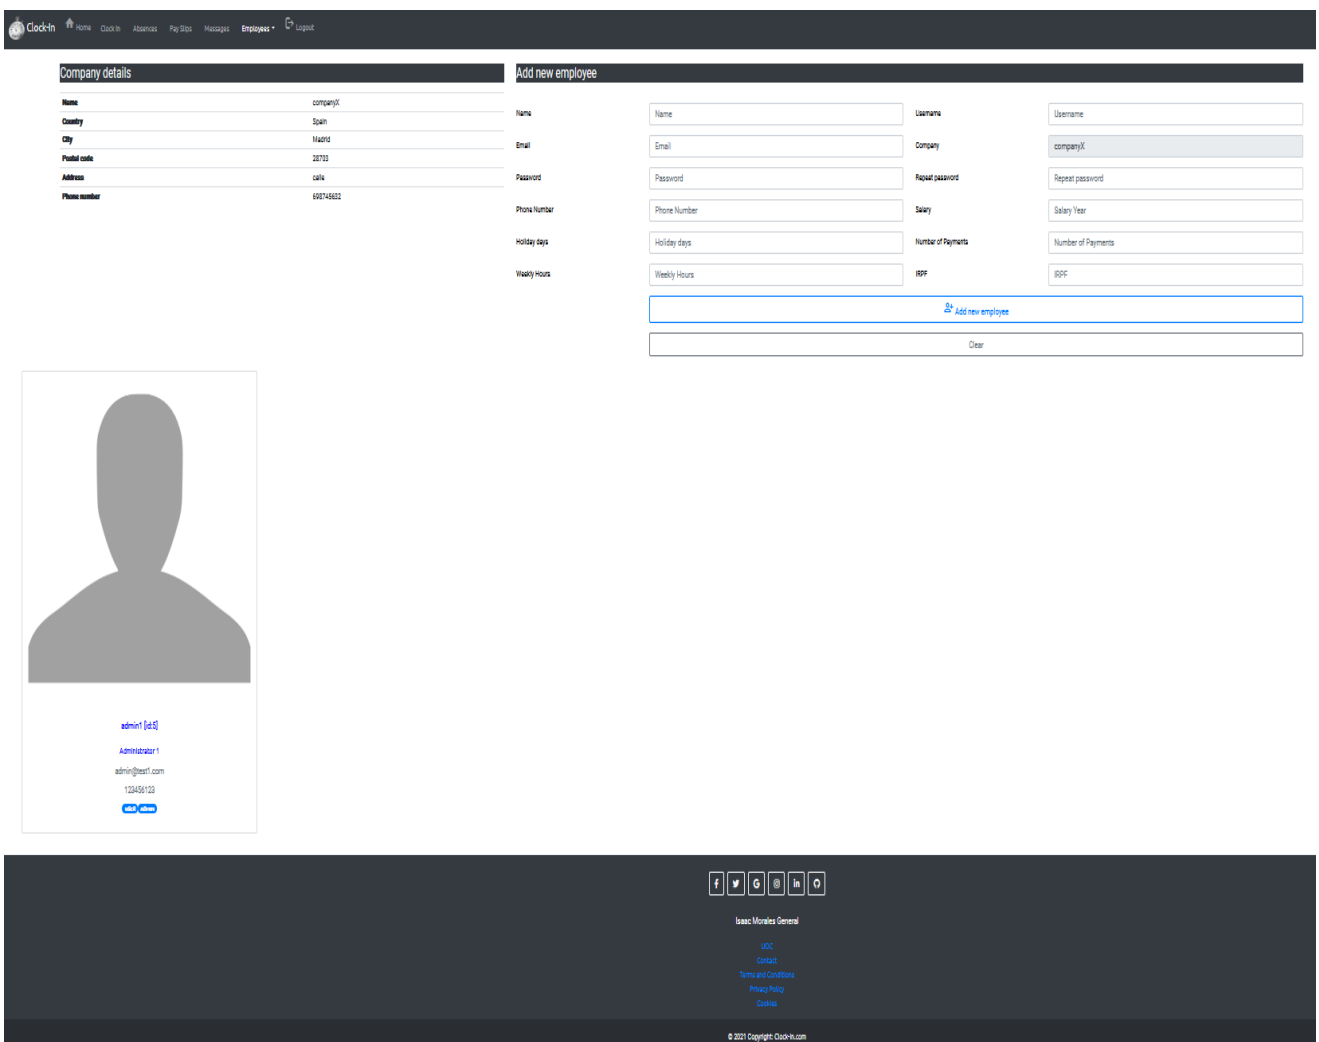 Clock-In Home Clock In Absences Pay Slips Messages Employees Logout
Company details
Name companyX
Country Spain
City Madrid
Postal code 28703
Address calle
Phone number 698745632
Add new employee
Name Name Username Username
Email Email Company companyX
Password Password Repeat password Repeat password
Phone Number Phone Number Salary Salary Year
Holiday days Holiday days Number of Payments Number of Payments
Weekly Hours Weekly Hours IRPF IRPF
Add new employee
Clear
admin1 [id:5]
Administrator 1
admin@test1.com
123456123
Isaac Morales General
UOC
Contact
Terms and Conditions
Privacy Policy
Cookies
© 2021 Copyright: Clock-In.com